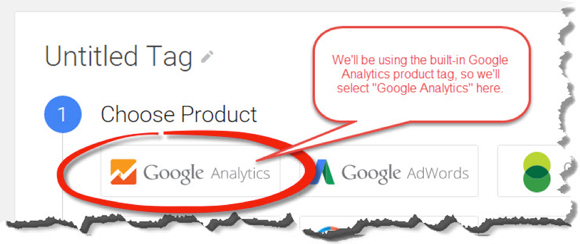 Untitled Tag
We'll be using the built-in Google
Analytics product tag, so we'll
select "Google Analytics" here.
1 Choose Product
Google Analytics
Google AdWords